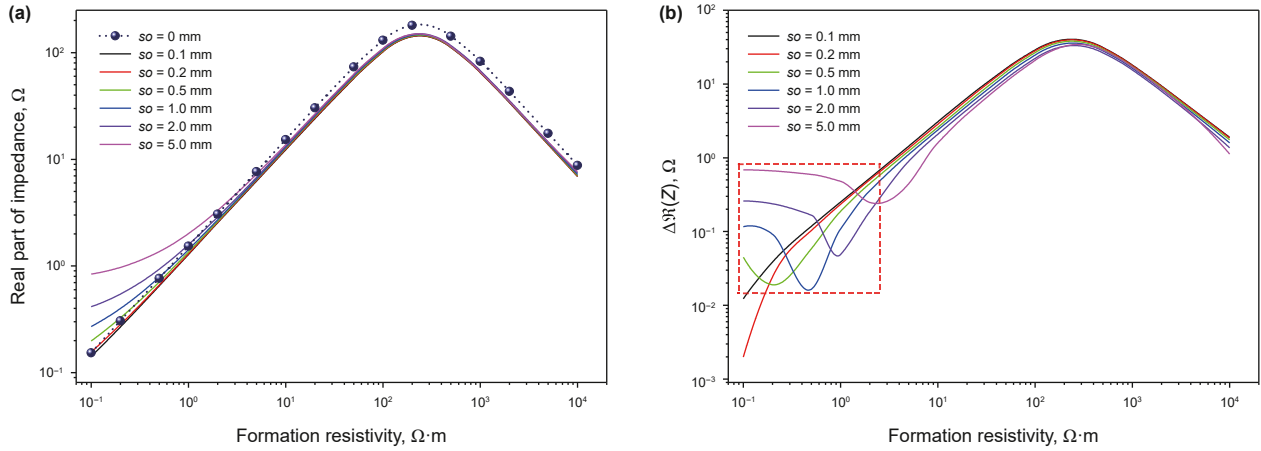 (a)
Real part of impedance, Ω
10²
10¹
10⁰
10⁻¹
so = 0 mm
so = 0.1 mm
so = 0.2 mm
so = 0.5 mm
so = 1.0 mm
so = 2.0 mm
so = 5.0 mm
10⁻¹ 10⁰ 10¹ 10² 10³ 10⁴
Formation resistivity, Ω·m
(b)
Δℜ(Z), Ω
10²
10¹
10⁰
10⁻¹
10⁻²
10⁻³
so = 0.1 mm
so = 0.2 mm
so = 0.5 mm
so = 1.0 mm
so = 2.0 mm
so = 5.0 mm
10⁻¹ 10⁰ 10¹ 10² 10³ 10⁴
Formation resistivity, Ω·m